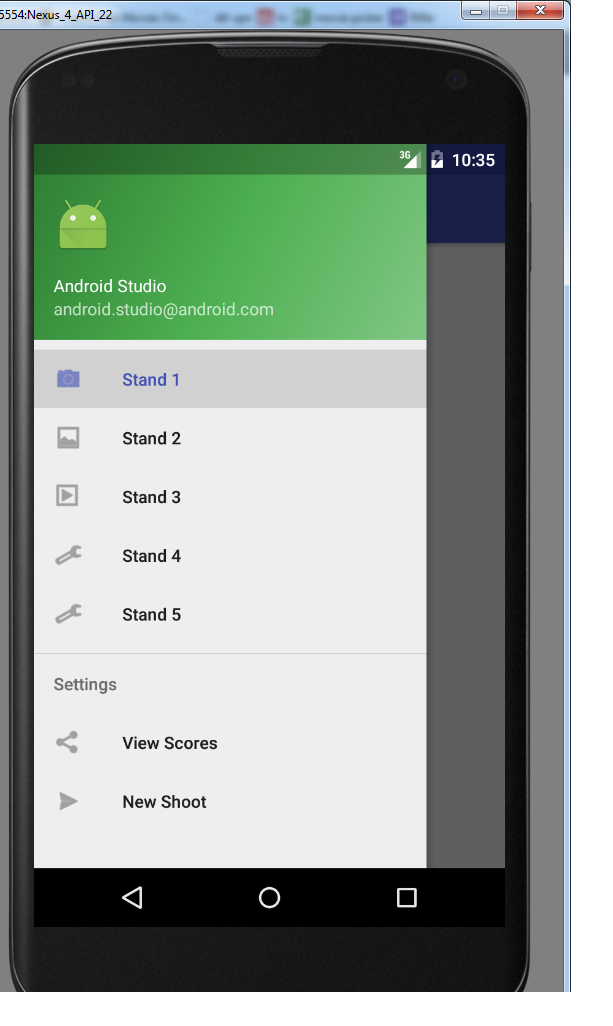 5554:Nexus_4_API_22
3G
10:35
Android Studio
android.studio@android.com
Stand 1
Stand 2
Stand 3
Stand 4
Stand 5
Settings
View Scores
New Shoot